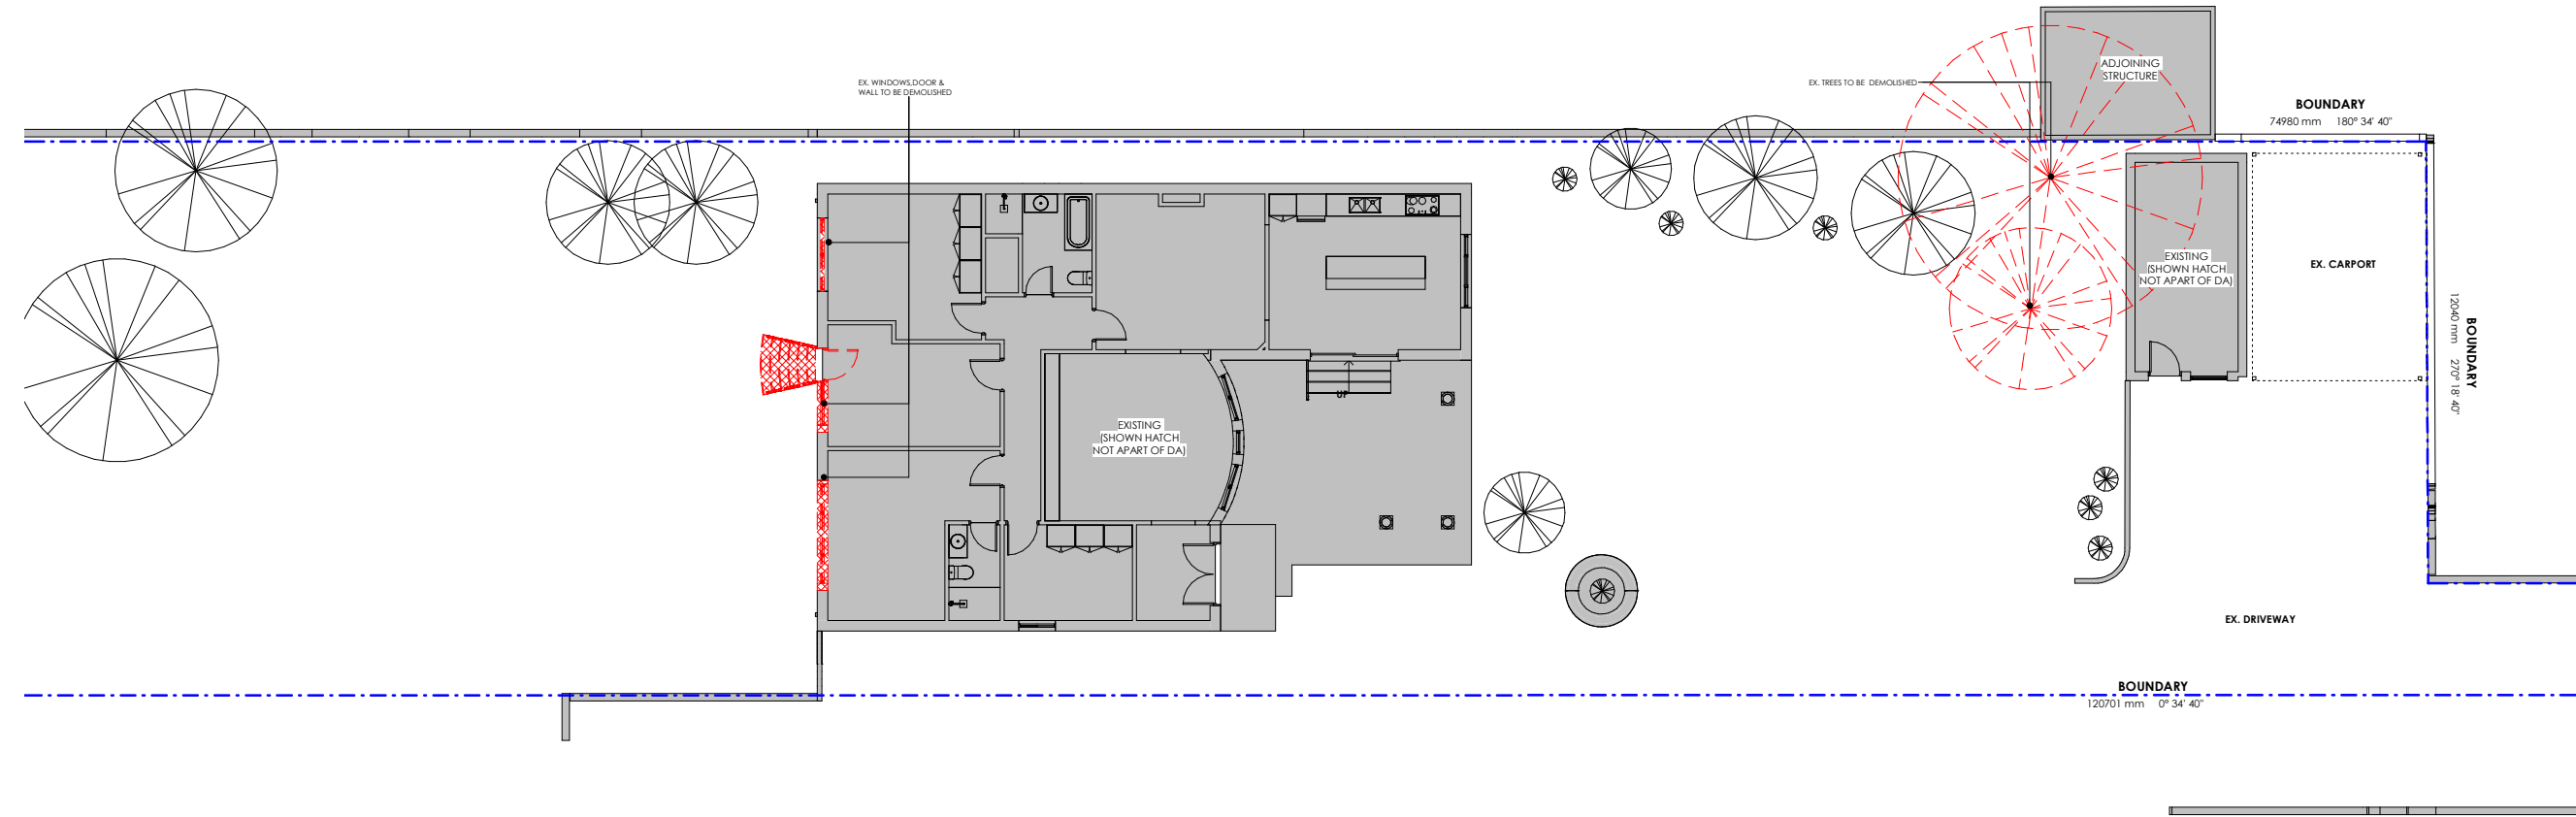 EX. WINDOWS,DOOR &
WALL TO BE DEMOLISHED
EX. TREES TO BE DEMOLISHED
ADJOINING
STRUCTURE
BOUNDARY
74980 mm 180° 34' 40"
EXISTING
(SHOWN HATCH
NOT APART OF DA)
EX. CARPORT
BOUNDARY
12040 mm 270° 18' 40"
UP
EXISTING
(SHOWN HATCH
NOT APART OF DA)
EX. DRIVEWAY
BOUNDARY
120701 mm 0° 34' 40"